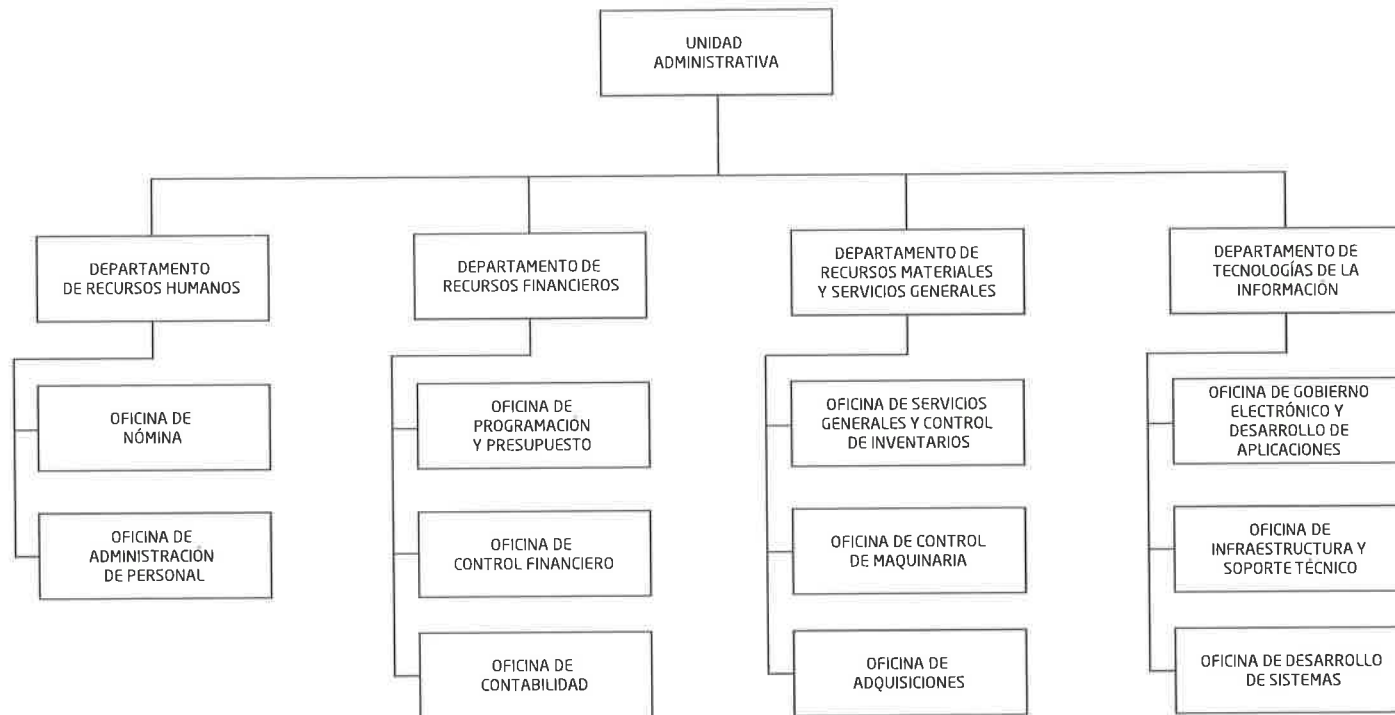 UNIDAD
ADMINISTRATIVA
DEPARTAMENTO
DE RECURSOS HUMANOS
DEPARTAMENTO DE
RECURSOS FINANCIEROS
DEPARTAMENTO DE
RECURSOS MATERIALES
Y SERVICIOS GENERALES
DEPARTAMENTO DE
TECNOLOGÍAS DE LA
INFORMACIÓN
OFICINA DE
NÓMINA
OFICINA DE
PROGRAMACIÓN
Y PRESUPUESTO
OFICINA DE SERVICIOS
GENERALES Y CONTROL
DE INVENTARIOS
OFICINA DE GOBIERNO
ELECTRÓNICO Y
DESARROLLO DE
APLICACIONES
OFICINA DE
ADMINISTRACIÓN
DE PERSONAL
OFICINA DE
CONTROL FINANCIERO
OFICINA DE CONTROL
DE MAQUINARIA
OFICINA DE
INFRAESTRUCTURA Y
SOPORTE TÉCNICO
OFICINA DE
CONTABILIDAD
OFICINA DE
ADQUISICIONES
OFICINA DE DESARROLLO
DE SISTEMAS